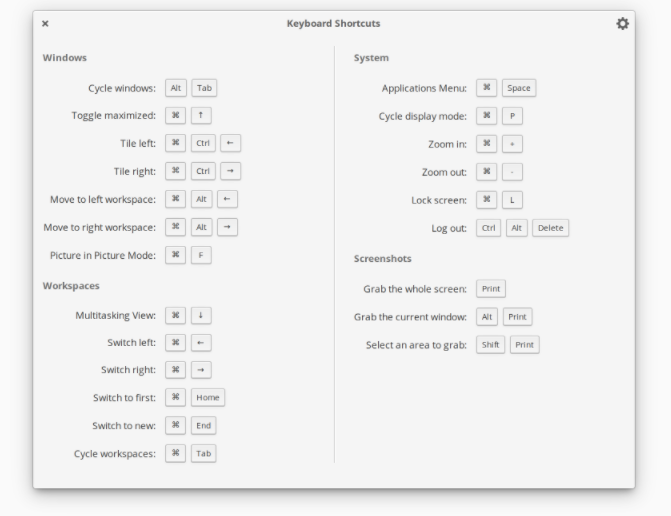 Keyboard Shortcuts
Windows
Cycle windows: Alt Tab
Toggle maximized: ⌘ ↑
Tile left: ⌘ Ctrl ←
Tile right: ⌘ Ctrl →
Move to left workspace: ⌘ Alt ←
Move to right workspace: ⌘ Alt →
Picture in Picture Mode: ⌘ F
Workspaces
Multitasking View: ⌘ ↓
Switch left: ⌘ ←
Switch right: ⌘ →
Switch to first: ⌘ Home
Switch to new: ⌘ End
Cycle workspaces: ⌘ Tab
System
Applications Menu: ⌘ Space
Cycle display mode: ⌘ P
Zoom in: ⌘ +
Zoom out: ⌘ -
Lock screen: ⌘ L
Log out: Ctrl Alt Delete
Screenshots
Grab the whole screen: Print
Grab the current window: Alt Print
Select an area to grab: Shift Print